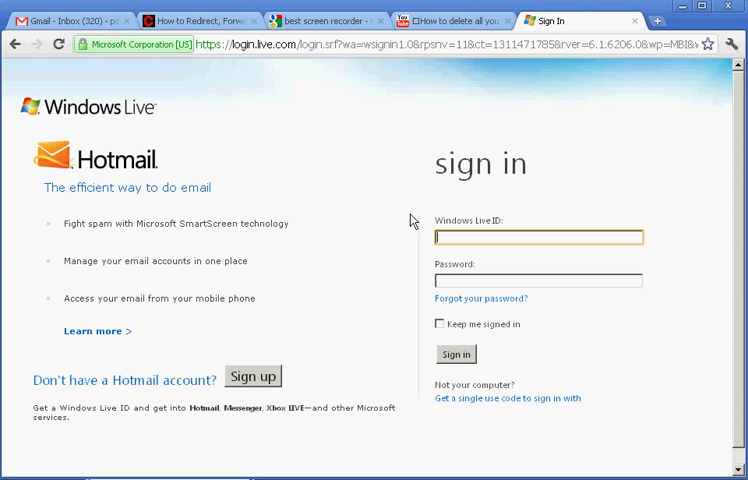 Gmail - Inbox (320) - pa
How to Redirect, Forwa
best screen recorder -
How to delete all you
Sign In
Microsoft Corporation [US]
https://login.live.com/login.srf?wa=wsignin1.0&rpsnv=11&ct=1311471785&rver=6.1.6206.0&wp=MBI&
Windows Live
Hotmail
The efficient way to do email
Fight spam with Microsoft SmartScreen technology
Manage your email accounts in one place
Access your email from your mobile phone
Learn more >
Don't have a Hotmail account?
Sign up
Get a Windows Live ID and get into Hotmail, Messenger, Xbox LIVE—and other Microsoft
services.
sign in
Windows Live ID:
Password:
Forgot your password?
Keep me signed in
Sign in
Not your computer?
Get a single use code to sign in with